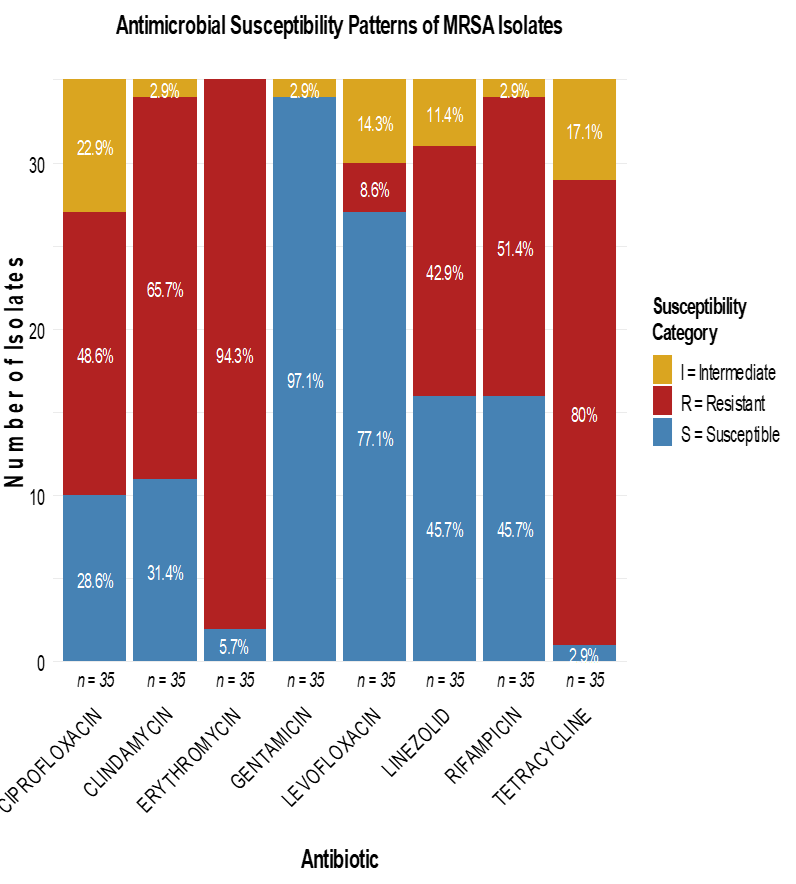 Antimicrobial Susceptibility Patterns of MRSA Isolates
2.9% 2.9% 2.9%
22.9% 14.3% 11.4% 17.1%
30
8.6%
65.7% 42.9% 51.4%
20
48.6% 94.3% 97.1% 80%
77.1%
10
28.6% 31.4% 45.7% 45.7%
5.7% 2.9%
0
Number of Isolates
n = 35 n = 35 n = 35 n = 35 n = 35 n = 35 n = 35 n = 35
CIPROFLOXACIN
CLINDAMYCIN
ERYTHROMYCIN
GENTAMICIN
LEVOFLOXACIN
LINEZOLID
RIFAMPICIN
TETRACYCLINE
Antibiotic
Susceptibility
Category
I = Intermediate
R = Resistant
S = Susceptible